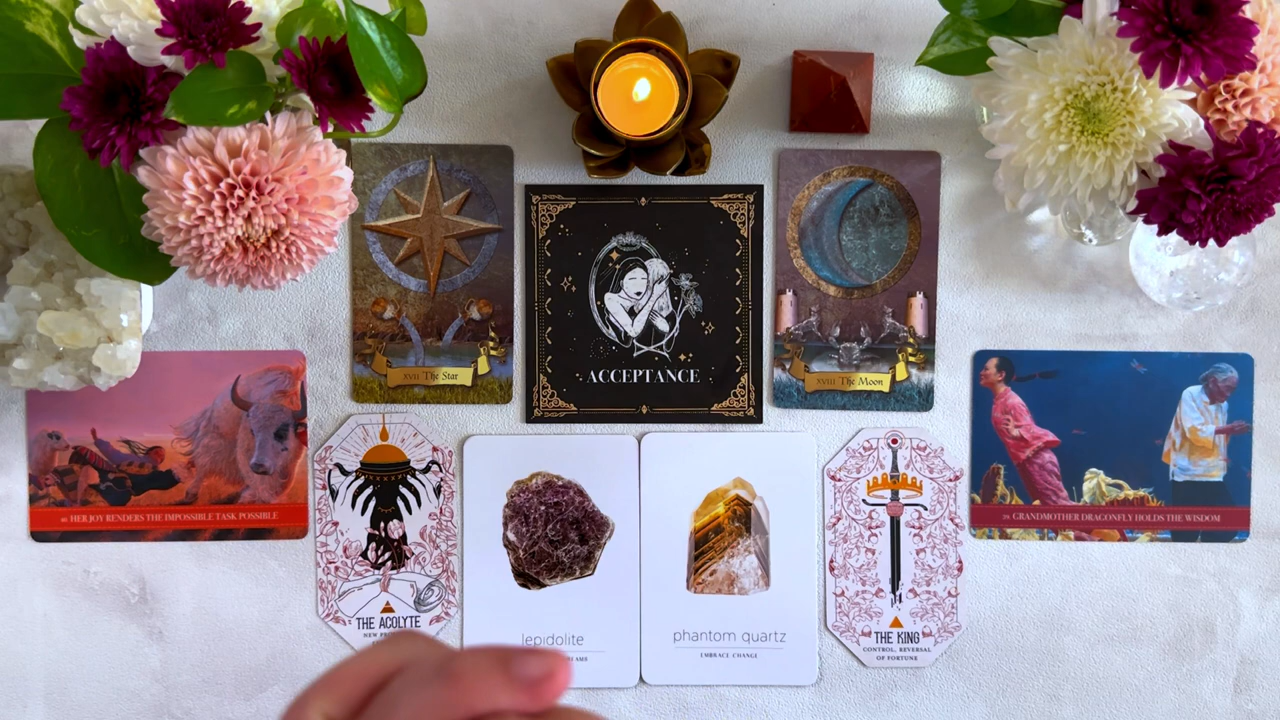 XVII The Star
ACCEPTANCE
XVIII The Moon
HER JOY RENDERS THE IMPOSSIBLE TASK POSSIBLE
GRANDMOTHER DRAGONFLY HOLDS THE WISDOM
THE ACOLYTE
NEW
lepidolite
phantom quartz
EMBRACE CHANGE
THE KING
CONTROL, REVERSAL
OF FORTUNE